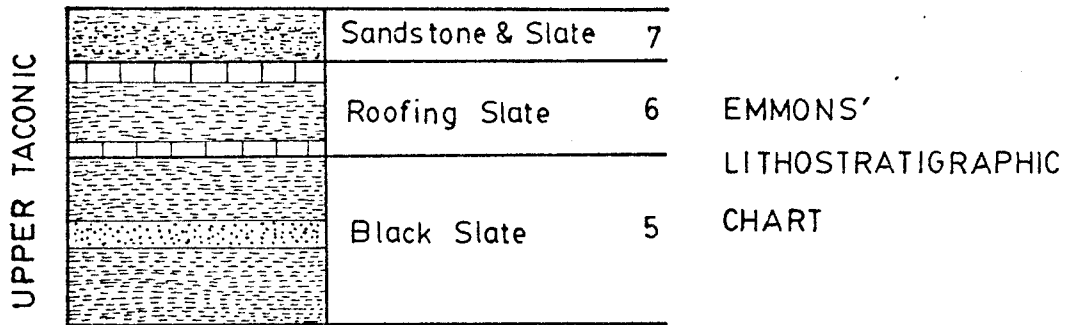 UPPER TACONIC
Sandstone & Slate 7
Roofing Slate 6
Black Slate 5
EMMONS'
LITHOSTRATIGRAPHIC
CHART